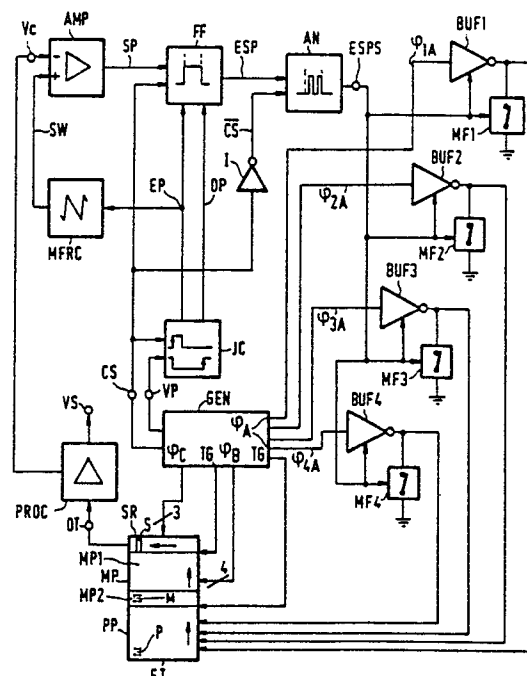 AMP
FF
AN
BUF1
Vc
SP
ESP
ESPS
φ1A
-
+
CS
MF1
SW
I
BUF2
EP
DP
φ2A
MF2
MFRC
BUF3
φ3A
JC
MF3
CS
VP
GEN
BUF4
VS
φA
φC
TG
φB
TG
φ4A
MF4
PROC
SR
S
3
OT
MP1
4
MP
MP2
M
PP
P